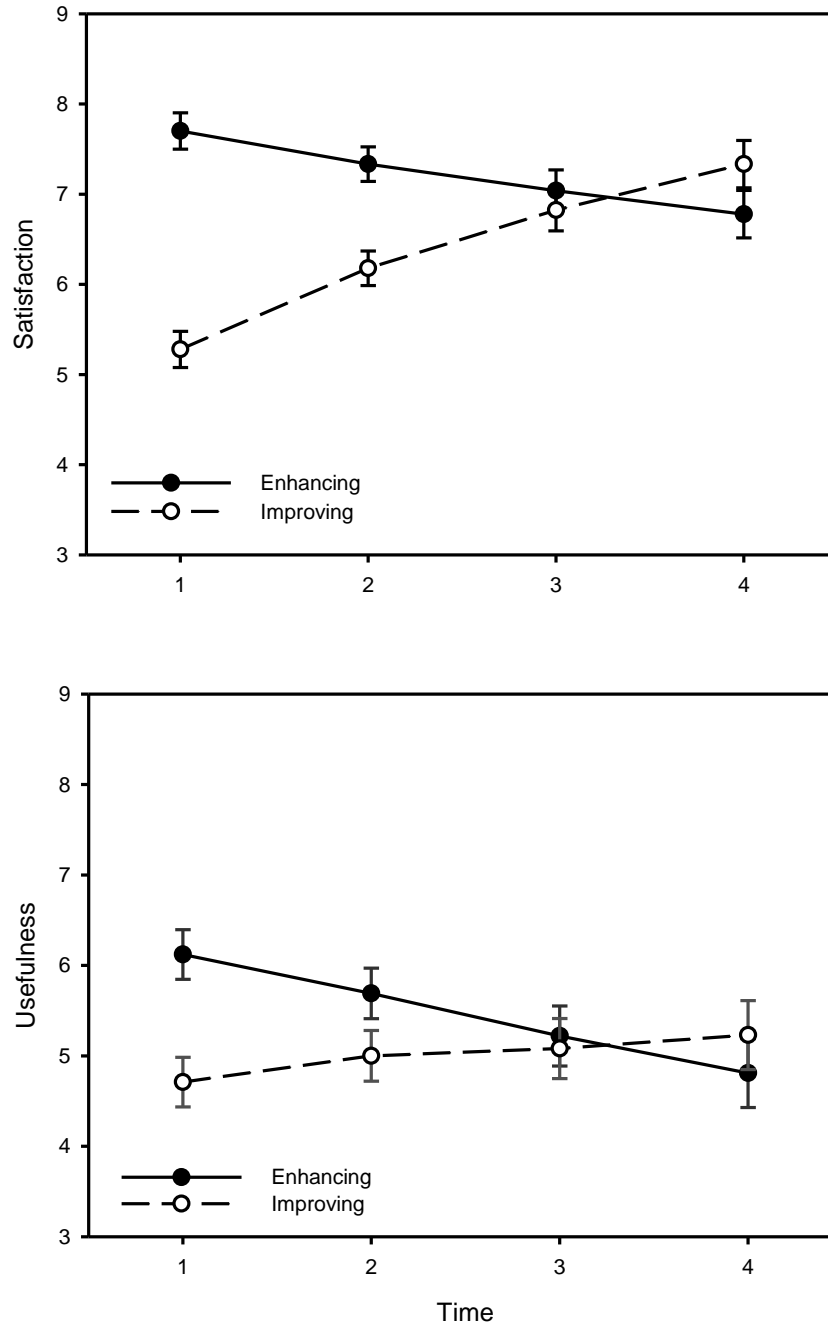 9
8
7
6
5
4
3
Satisfaction
Enhancing
Improving
1 2 3 4
9
8
7
6
5
4
3
Usefulness
Enhancing
Improving
1 2 3 4
Time